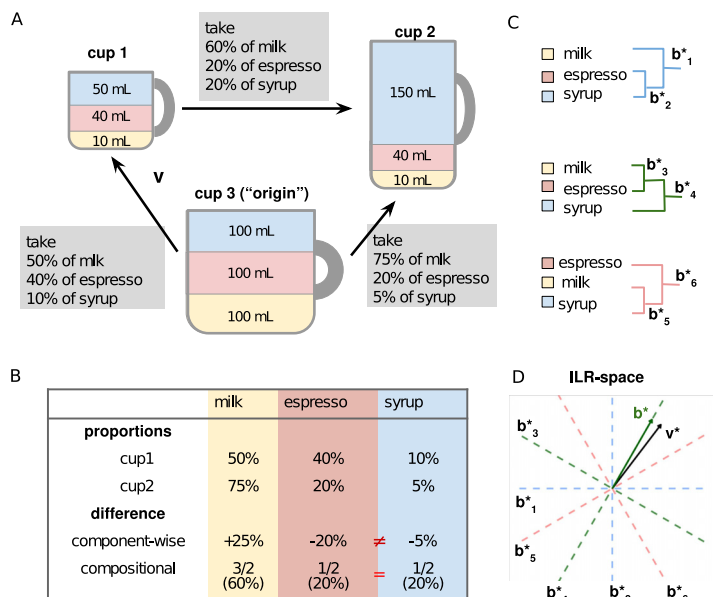 A
cup 1
50 mL
40 mL
10 mL
take
60% of milk
20% of espresso
20% of syrup
cup 2
150 mL
40 mL
10 mL
v
cup 3 ("origin")
100 mL
100 mL
100 mL
take
50% of mlk
40% of espresso
10% of syrup
take
75% of milk
20% of espresso
5% of syrup
B
milk espresso syrup
proportions
cup1 50% 40% 10%
cup2 75% 20% 5%
difference
component-wise +25% -20% ≠ -5%
compositional 3/2 1/2 = 1/2
(60%) (20%) (20%)
C
milk
espresso
syrup
b*1
b*2
milk
espresso
syrup
b*3
b*4
espresso
milk
syrup
b*6
b*5
D
ILR-space
b*
v*
b*3
b*1
b*5